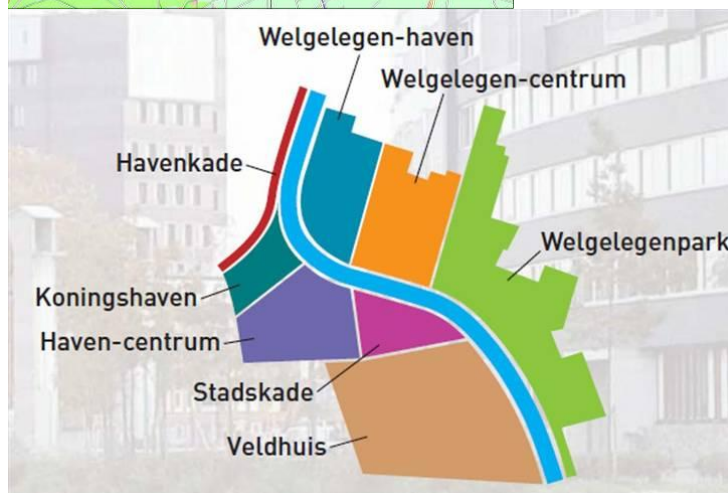 Welgelegen-haven
Welgelegen-centrum
Havenkade
Welgelegenpark
Koningshaven
Haven-centrum
Stadskade
Veldhuis